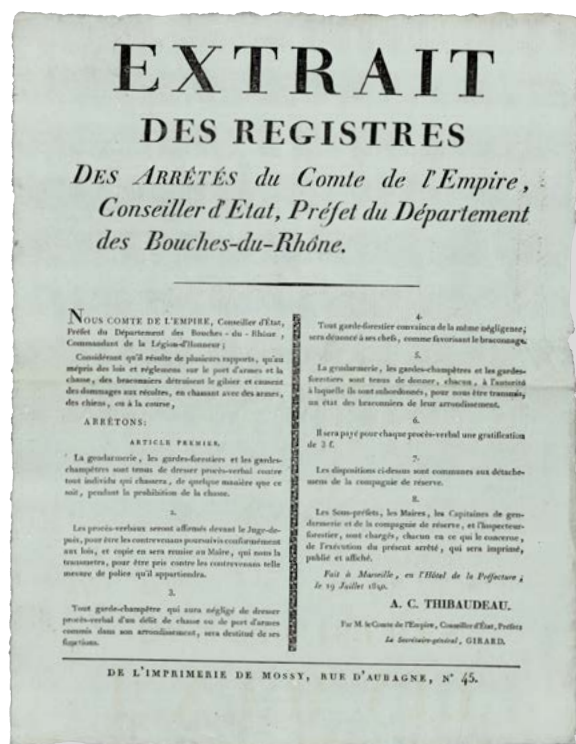 EXTRAIT
DES REGISTRES
DES ARRÊTÉS du Comte de l'Empire,
Conseiller d'Etat, Préfet du Département
des Bouches-du-Rhône.
NOUS COMTE DE L'EMPIRE, Conseiller d'État,
Préfet du Département des Bouches-du-Rhône,
Commandant de la Légion-d'Honneur;
Considérant qu'il résulte de plusieurs rapports, qu'au
mépris des lois et réglemens sur le port d'armes et la
chasse, des braconniers détruisent le gibier et causent
des dommages aux récoltes, en chassant avec des armes,
des chiens, ou à la course,
ARRÊTONS:
ARTICLE PREMIER.
La gendarmerie, les gardes-forestiers et les gardes-
champêtres sont tenus de dresser procès-verbal contre
tout individu qui chassera, de quelque manière que ce
soit, pendant la prohibition de la chasse.
2.
Les procès-verbaux seront affirmés devant le Juge-de-
paix, pour être les contrevenans poursuivis conformément
aux lois, et copie en sera remise au Maire, qui nous la
transmettra, pour être pris contre les contrevenans telle
mesure de police qu'il appartiendra.
3.
Tout garde-champêtre qui aura négligé de dresser
procès-verbal d'un délit de chasse ou de port d'armes
commis dans son arrondissement, sera destitué de ses
fonctions.
4.
Tout garde-forestier convaincu de la même négligence;
sera dénoncé à ses chefs, comme favorisant le braconnage.
5.
La gendarmerie, les gardes-champêtres et les gardes-
forestiers sont tenus de donner, chacun, à l'autorité
à laquelle ils sont subordonnés, pour nous être transmis,
un état des braconniers de leur arrondissement.
6.
Il sera payé pour chaque procès-verbal une gratification
de 3 f.
7.
Les dispositions ci-dessus sont communes aux détache-
mens de la compagnie de réserve.
8.
Les Sous-préfets, les Maires, les Capitaines de gen-
darmerie et de la compagnie de réserve, et l'Inspecteur-
forestier, sont chargés, chacun en ce qui le concerne,
de l'exécution du présent arrêté, qui sera imprimé,
publié et affiché.
Fait à Marseille, en l'Hôtel de la Préfecture;
le 19 Juillet 1810.
A. C. THIBAUDEAU.
Par M. le Comte de l'Empire, Conseiller d'État, Préfet:
Le Secrétaire-général, GIRARD.
DE L'IMPRIMERIE DE MOSSY, RUE D'AUBAGNE, N° 45.